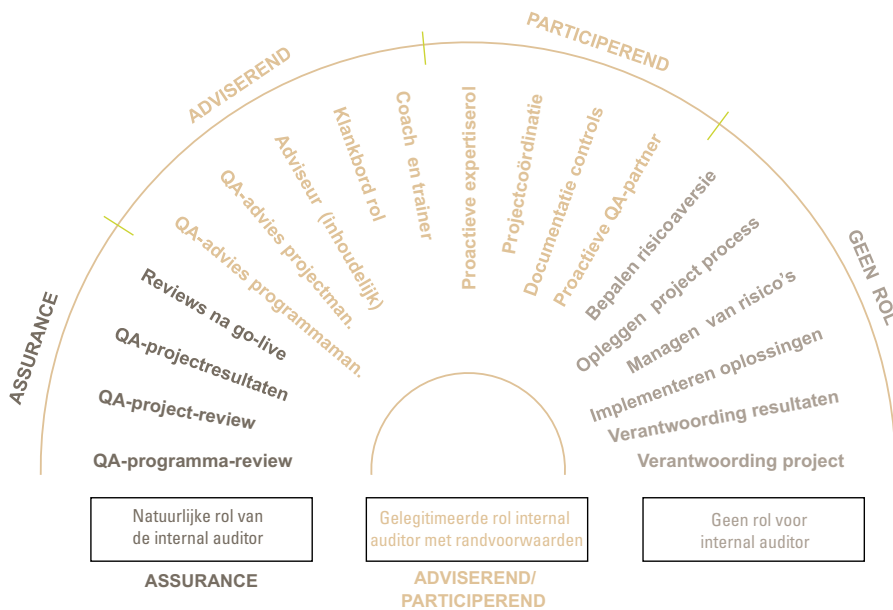 PARTICIPEREND
ADVISEREND
GEEN ROL
ASSURANCE
QA-programma-review
QA-project-review
QA-projectresultaten
Reviews na go-live
QA-advies programmaman.
QA-advies projectman.
Adviseur (inhoudelijk)
Klankbord rol
Coach en trainer
Proactieve expertiserol
Projectcoördinatie
Documentatie controls
Proactieve QA-partner
Bepalen risicoaversie
Opleggen project process
Managen van risico's
Implementeren oplossingen
Verantwoording resultaten
Verantwoording project
Natuurlijke rol van
de internal auditor
Gelegitimeerde rol internal
auditor met randvoorwaarden
Geen rol voor
internal auditor
ASSURANCE
ADVISEREND/
PARTICIPEREND